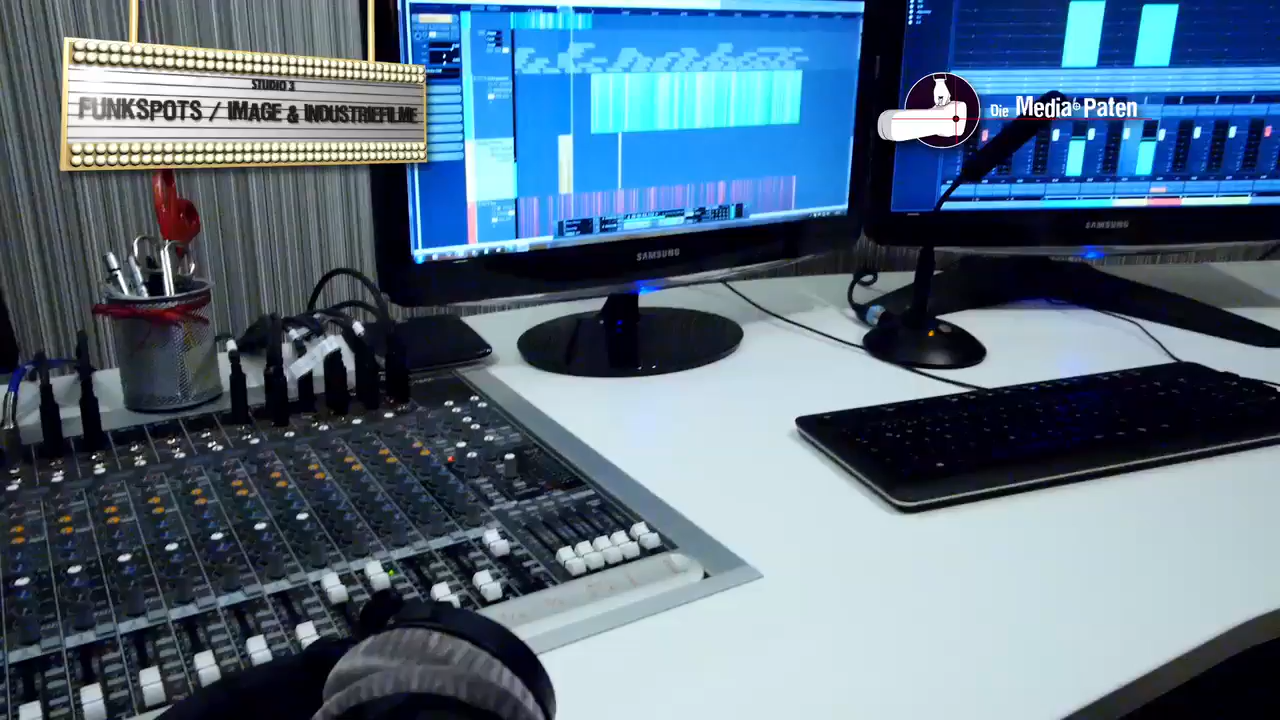 STUDIO 3
FUNKSPOTS / IMAGE & INDUSTRIEFILME
Die Media Paten
SAMSUNG
SAMSUNG